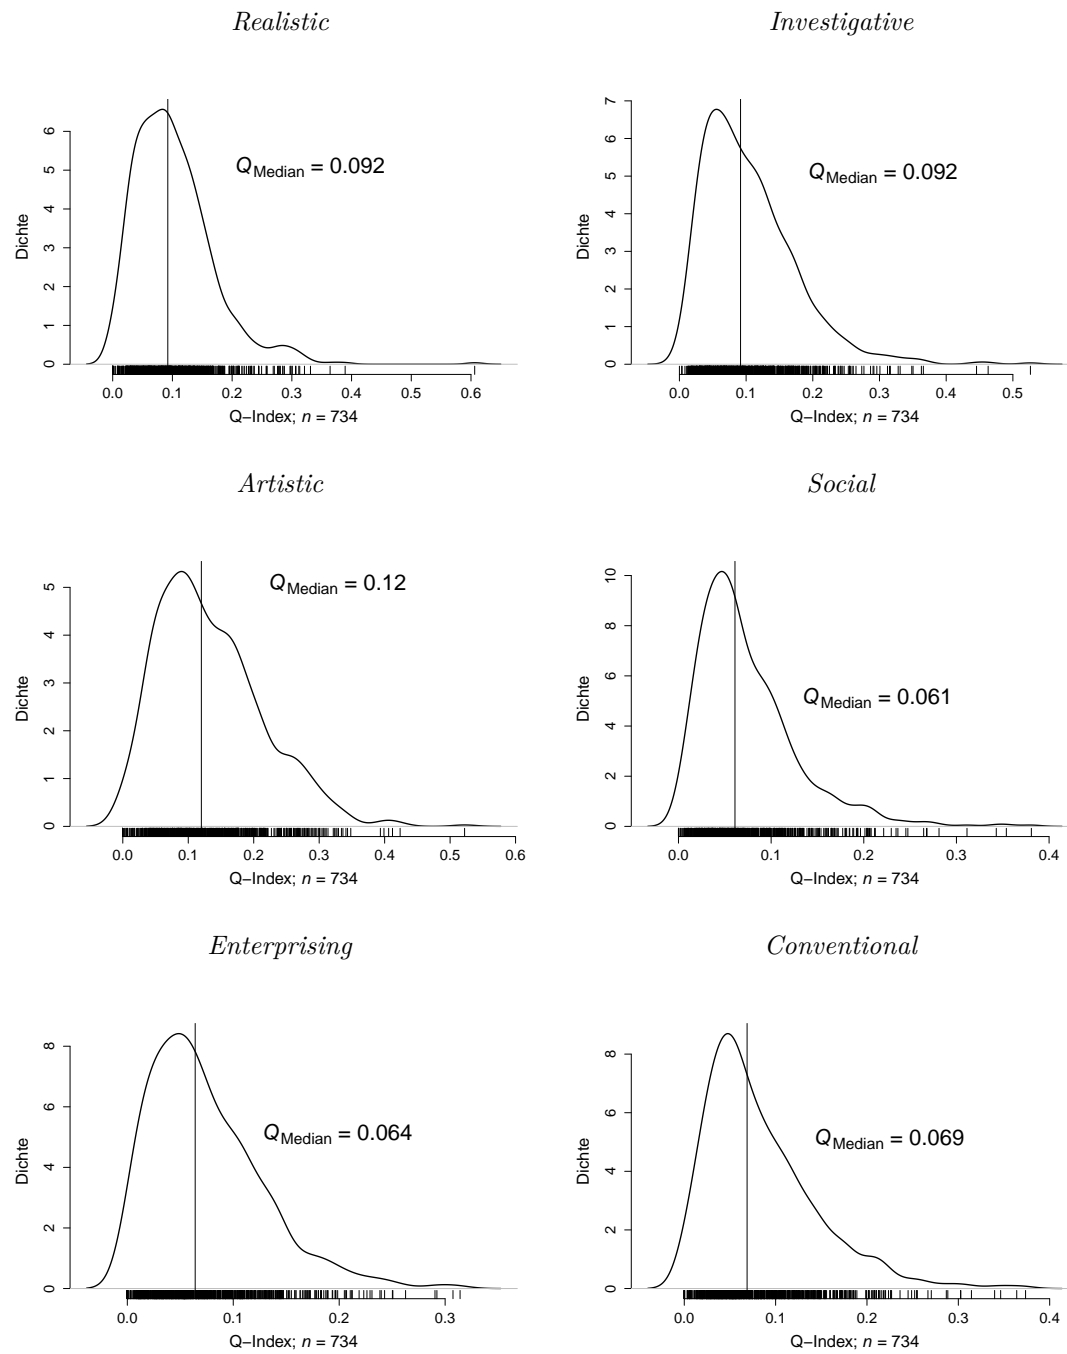 Realistic
Investigative
7
6
5
4
3
2
1
0
Dichte
Q Median = 0.092
0.0 0.1 0.2 0.3 0.4 0.5 0.6
Q−Index; n = 734
7
6
5
4
3
2
1
0
Dichte
Q Median = 0.092
0.0 0.1 0.2 0.3 0.4 0.5
Q−Index; n = 734
Artistic
Social
5
4
3
2
1
0
Dichte
Q Median = 0.12
0.0 0.1 0.2 0.3 0.4 0.5 0.6
Q−Index; n = 734
10
8
6
4
2
0
Dichte
Q Median = 0.061
0.0 0.1 0.2 0.3 0.4
Q−Index; n = 734
Enterprising
Conventional
8
6
4
2
0
Dichte
Q Median = 0.064
0.0 0.1 0.2 0.3
Q−Index; n = 734
8
6
4
2
0
Dichte
Q Median = 0.069
0.0 0.1 0.2 0.3 0.4
Q−Index; n = 734